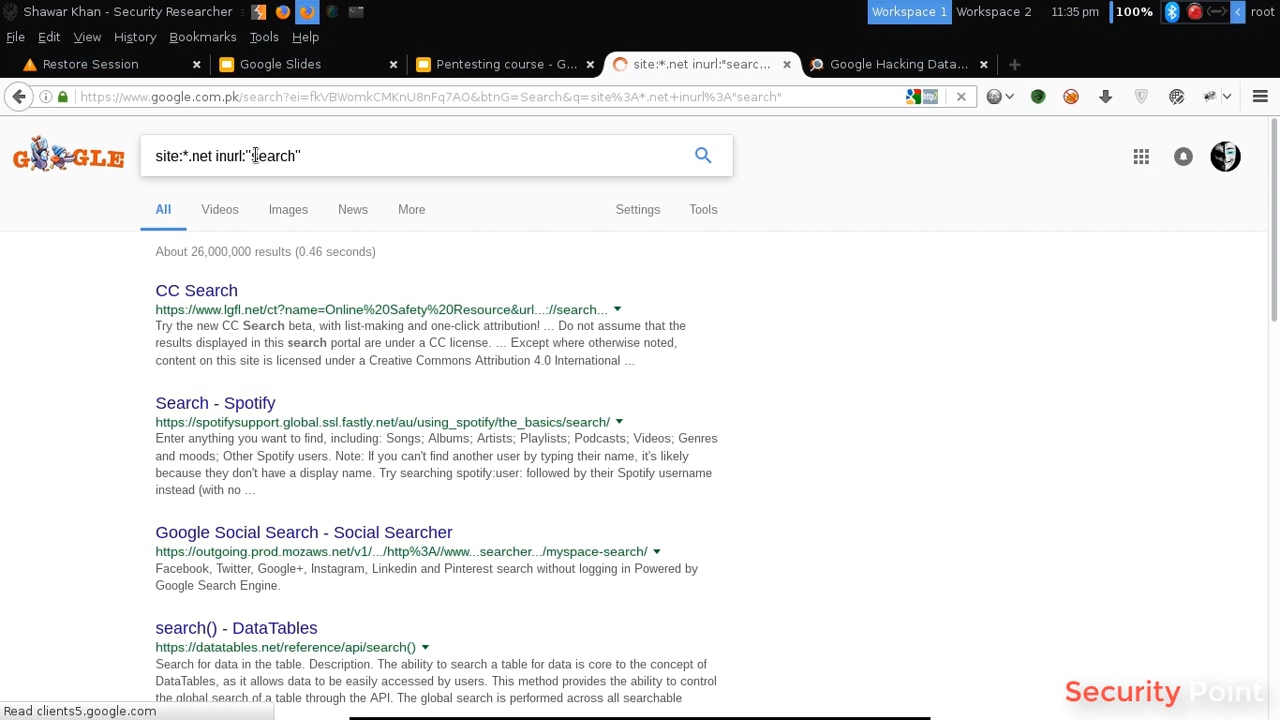 Shawar Khan - Security Researcher
Workspace 1 Workspace 2 11:35 pm 100% root
File Edit View History Bookmarks Tools Help
Restore Session Google Slides Pentesting course - G... site:*.net inurl:"searc... Google Hacking Data...
https://www.google.com.pk/search?ei=fkVBWomkCMKnU8nFq7AO&btnG=Search&q=site%3A*.net+inurl%3A"search"
GOOGLE
site:*.net inurl:"search"
All Videos Images News More Settings Tools
About 26,000,000 results (0.46 seconds)
CC Search
https://www.lgfl.net/ct?name=Online%20Safety%20Resource&url...://search...
Try the new CC Search beta, with list-making and one-click attribution! ... Do not assume that the
results displayed in this search portal are under a CC license. ... Except where otherwise noted,
content on this site is licensed under a Creative Commons Attribution 4.0 International ...
Search - Spotify
https://spotifysupport.global.ssl.fastly.net/au/using_spotify/the_basics/search/
Enter anything you want to find, including: Songs; Albums; Artists; Playlists; Podcasts; Videos; Genres
and moods; Other Spotify users. Note: If you can't find another user by typing their name, it's likely
because they don't have a display name. Try searching spotify:user: followed by their Spotify username
instead (with no ...
Google Social Search - Social Searcher
https://outgoing.prod.mozaws.net/v1/.../http%3A//www...searcher.../myspace-search/
Facebook, Twitter, Google+, Instagram, Linkedin and Pinterest search without logging in Powered by
Google Search Engine.
search() - DataTables
https://datatables.net/reference/api/search()
Search for data in the table. Description. The ability to search a table for data is core to the concept of
DataTables, as it allows data to be easily accessed by users. This method provides the ability to control
the global search of a table through the API. The global search is performed across all searchable
Read clients5.google.com
Security Point